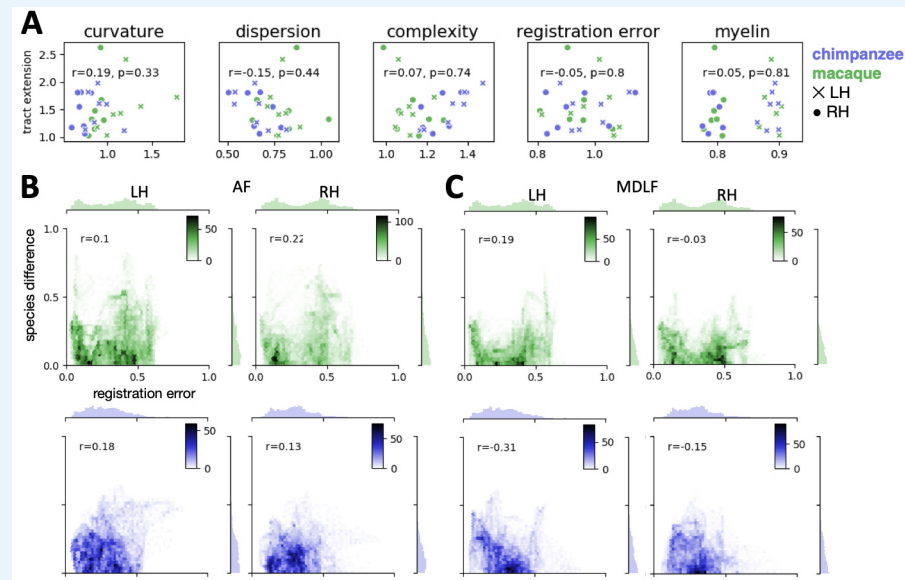 A
curvature dispersion complexity registration error myelin
chimpanzee
macaque
LH
RH
tract extension
2.5
2.0
1.5
1.0
r=0.19, p=0.33
r=-0.15, p=0.44
r=0.07, p=0.74
r=-0.05, p=0.8
r=0.05, p=0.81
1.0 1.5
0.50 0.75 1.00
1.0 1.2 1.4
0.8 1.0
0.8 0.9
B
LH AF RH
C
LH MDLF RH
species difference
1.0
0.5
0.0
r=0.1
50
0
r=0.22
100
0
r=0.19
50
0
r=-0.03
50
0
0.0 0.5 1.0
0.0 0.5 1.0
0.0 0.5 1.0
0.0 0.5 1.0
registration error
r=0.18
50
0
r=0.13
50
0
r=-0.31
50
0
r=-0.15
50
0